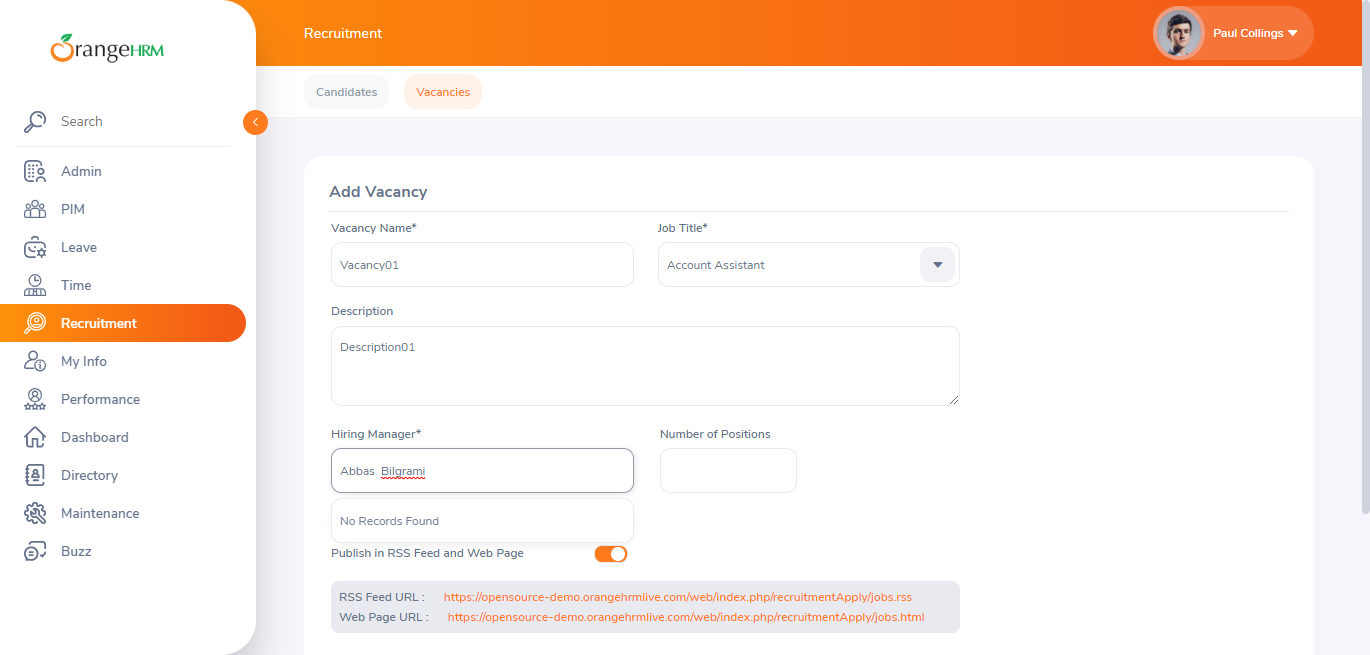 OrangeHRM
Recruitment
Paul Collings
Candidates
Vacancies
Search
Admin
PIM
Leave
Time
Recruitment
My Info
Performance
Dashboard
Directory
Maintenance
Buzz
Add Vacancy
Vacancy Name*
Job Title*
Vacancy01
Account Assistant
Description
Description01
Hiring Manager*
Number of Positions
Abbas  Bilgrami
No Records Found
Publish in RSS Feed and Web Page
RSS Feed URL : https://opensource-demo.orangehrmlive.com/web/index.php/recruitmentApply/jobs.rss
Web Page URL : https://opensource-demo.orangehrmlive.com/web/index.php/recruitmentApply/jobs.html